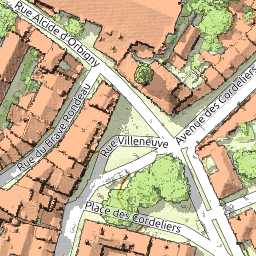 Rue Alcide d'Orbigny
Avenue des Cordeliers
Rue du Brave Rondeau
Rue Villeneuve
Place des Cordeliers